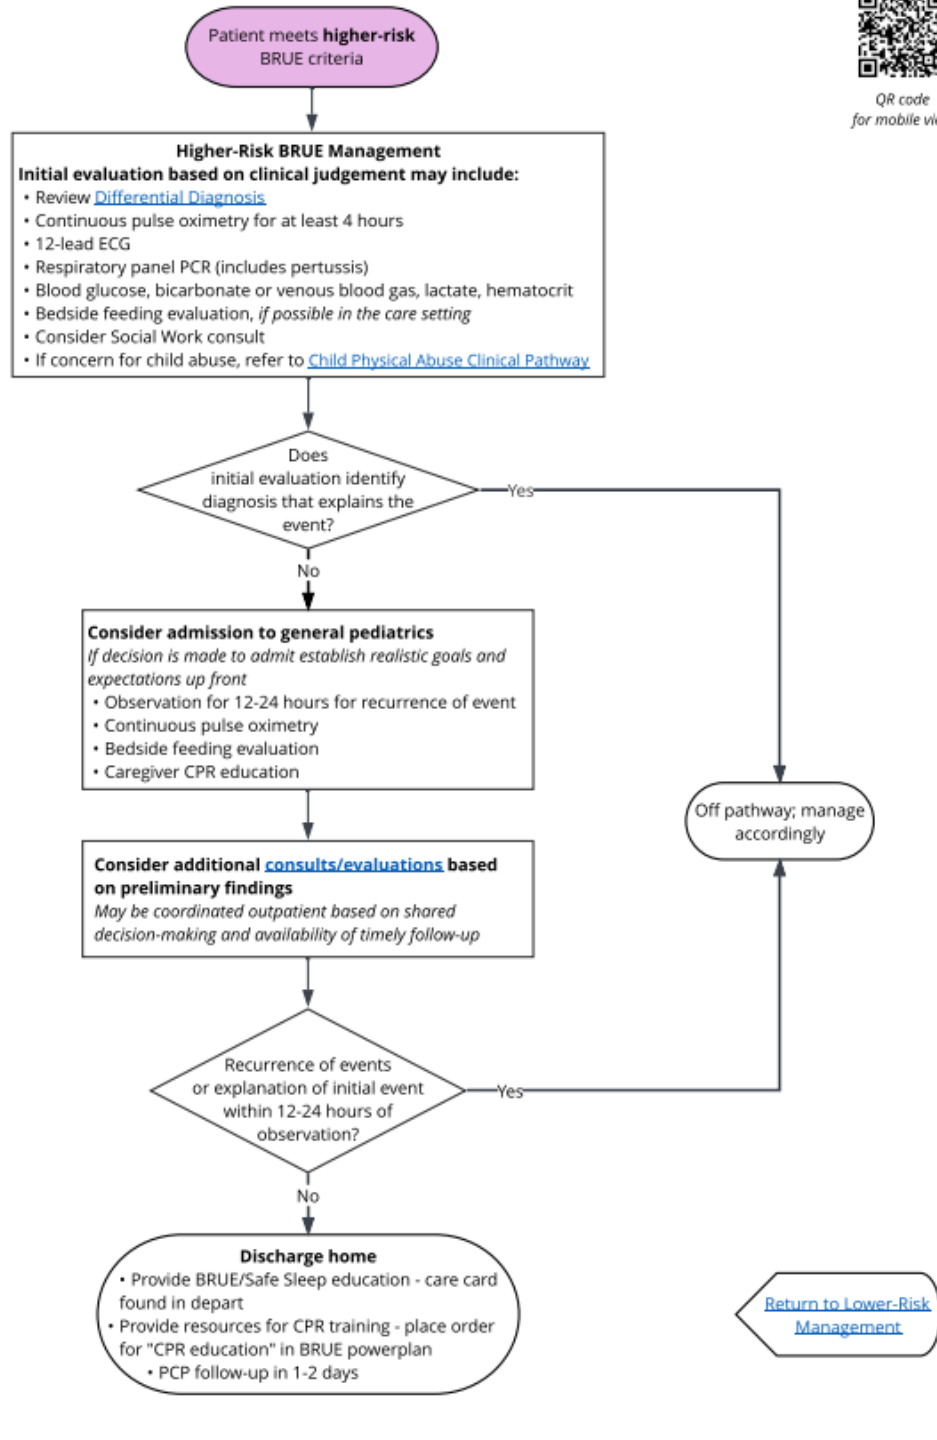 Patient meets higher-risk
BRUE criteria
QR code
for mobile vi
Higher-Risk BRUE Management
Initial evaluation based on clinical judgement may include:
• Review Differential Diagnosis
• Continuous pulse oximetry for at least 4 hours
• 12-lead ECG
• Respiratory panel PCR (includes pertussis)
• Blood glucose, bicarbonate or venous blood gas, lactate, hematocrit
• Bedside feeding evaluation, if possible in the care setting
• Consider Social Work consult
• If concern for child abuse, refer to Child Physical Abuse Clinical Pathway
Does
initial evaluation identify
diagnosis that explains the
event?
Yes
No
Consider admission to general pediatrics
If decision is made to admit establish realistic goals and
expectations up front
• Observation for 12-24 hours for recurrence of event
• Continuous pulse oximetry
• Bedside feeding evaluation
• Caregiver CPR education
Off pathway; manage
accordingly
Consider additional consults/evaluations based
on preliminary findings
May be coordinated outpatient based on shared
decision-making and availability of timely follow-up
Recurrence of events
or explanation of initial event
within 12-24 hours of
observation?
Yes
No
Discharge home
• Provide BRUE/Safe Sleep education - care card
found in depart
• Provide resources for CPR training - place order
for "CPR education" in BRUE powerplan
• PCP follow-up in 1-2 days
Return to Lower-Risk
Management